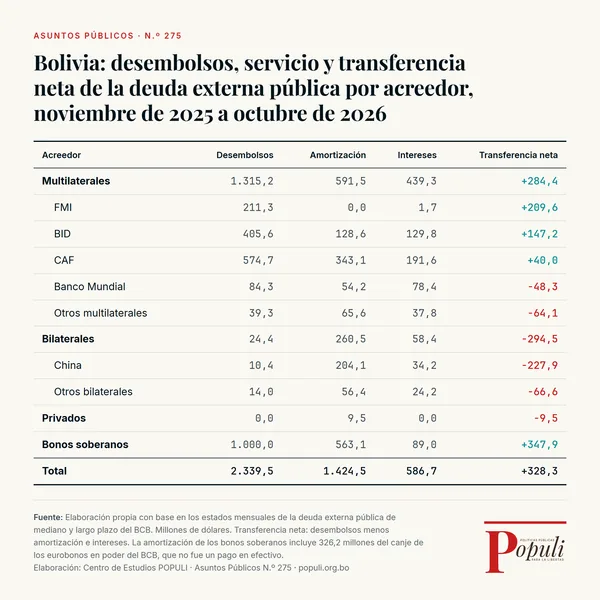 ASUNTOS PÚBLICOS · N.º 275
Bolivia: desembolsos, servicio y transferencia
neta de la deuda externa pública por acreedor,
noviembre de 2025 a octubre de 2026
Acreedor Desembolsos Amortización Intereses Transferencia neta
Multilaterales 1.315,2 591,5 439,3 +284,4
FMI 211,3 0,0 1,7 +209,6
BID 405,6 128,6 129,8 +147,2
CAF 574,7 343,1 191,6 +40,0
Banco Mundial 84,3 54,2 78,4 -48,3
Otros multilaterales 39,3 65,6 37,8 -64,1
Bilaterales 24,4 260,5 58,4 -294,5
China 10,4 204,1 34,2 -227,9
Otros bilaterales 14,0 56,4 24,2 -66,6
Privados 0,0 9,5 0,0 -9,5
Bonos soberanos 1.000,0 563,1 89,0 +347,9
Total 2.339,5 1.424,5 586,7 +328,3
Fuente: Elaboración propia con base en los estados mensuales de la deuda externa pública de
mediano y largo plazo del BCB. Millones de dólares. Transferencia neta: desembolsos menos
amortización e intereses. La amortización de los bonos soberanos incluye 326,2 millones del canje de
los eurobonos en poder del BCB, que no fue un pago en efectivo.
Elaboración: Centro de Estudios POPULI · Asuntos Públicos N.º 275 · populi.org.bo
POLÍTICAS PÚBLICAS
Populi
PARA LA LIBERTAD